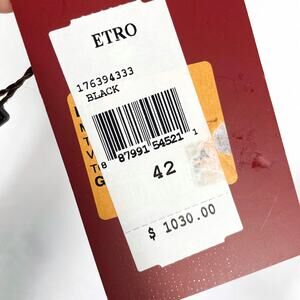 ETRO
176394333
BLACK
M
T
V
T
G
8 87991 54521 1
42
$ 1030.00